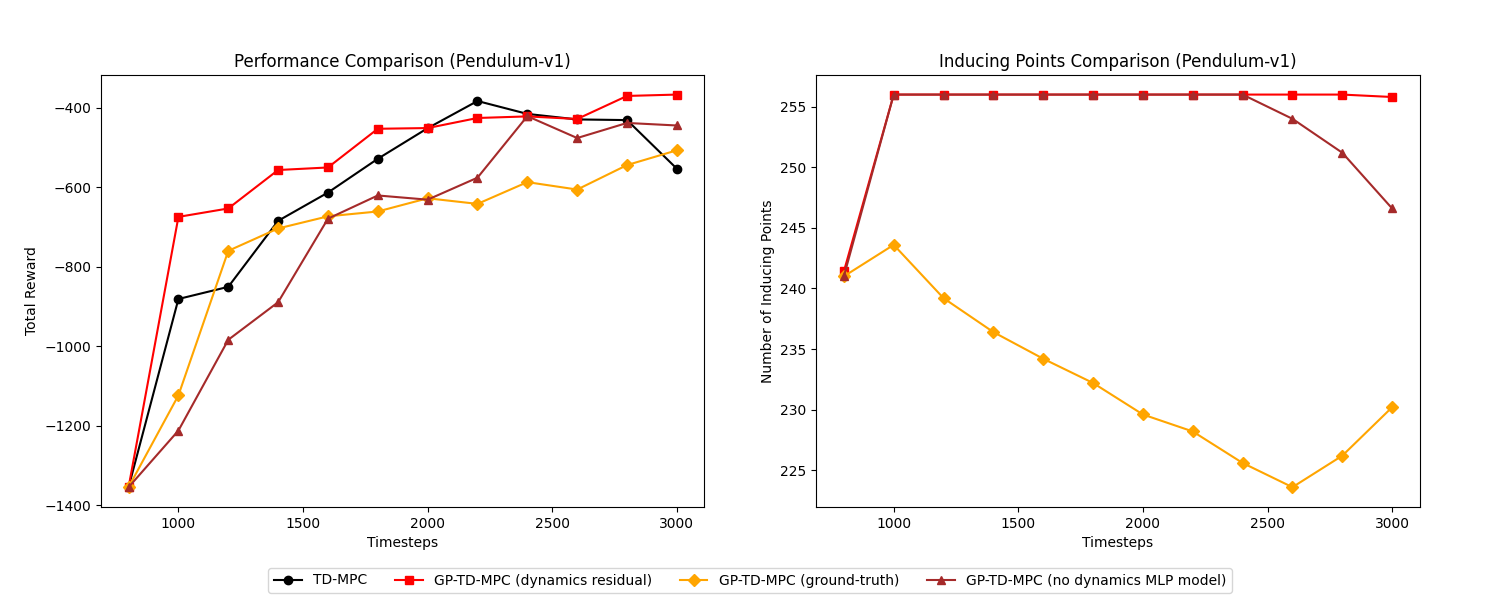 Performance Comparison (Pendulum-v1)
Total Reward
−400
−600
−800
−1000
−1200
−1400
1000 1500 2000 2500 3000
Timesteps
Inducing Points Comparison (Pendulum-v1)
Number of Inducing Points
255
250
245
240
235
230
225
1000 1500 2000 2500 3000
Timesteps
TD-MPC GP-TD-MPC (dynamics residual) GP-TD-MPC (ground-truth) GP-TD-MPC (no dynamics MLP model)